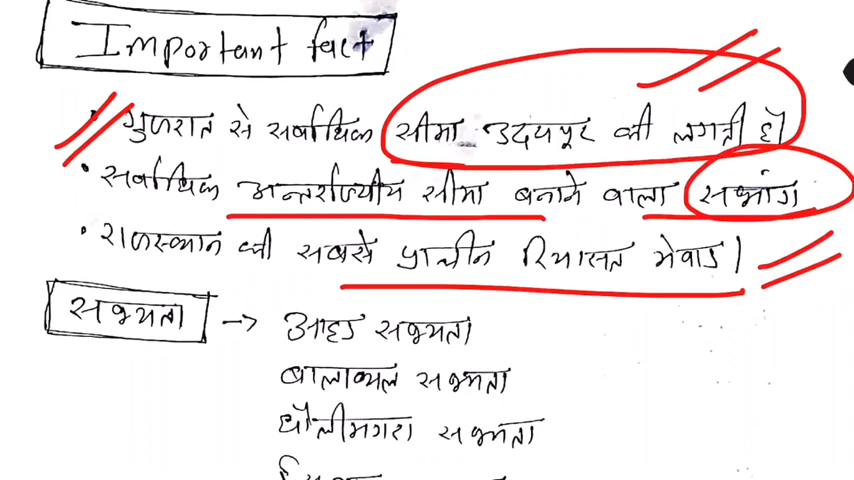 Important fact
• गुजरात से सर्वाधिक सीमा उदयपुर की लगती है।
• सर्वाधिक अन्तर्राज्यीय सीमा बनाने वाला संभाग
• राजस्थान की सबसे प्राचीन रियासत मेवाड।
सभ्यता → आहड सभ्यता
बालाथल सभ्यता
धौलीमगरा सभ्यता